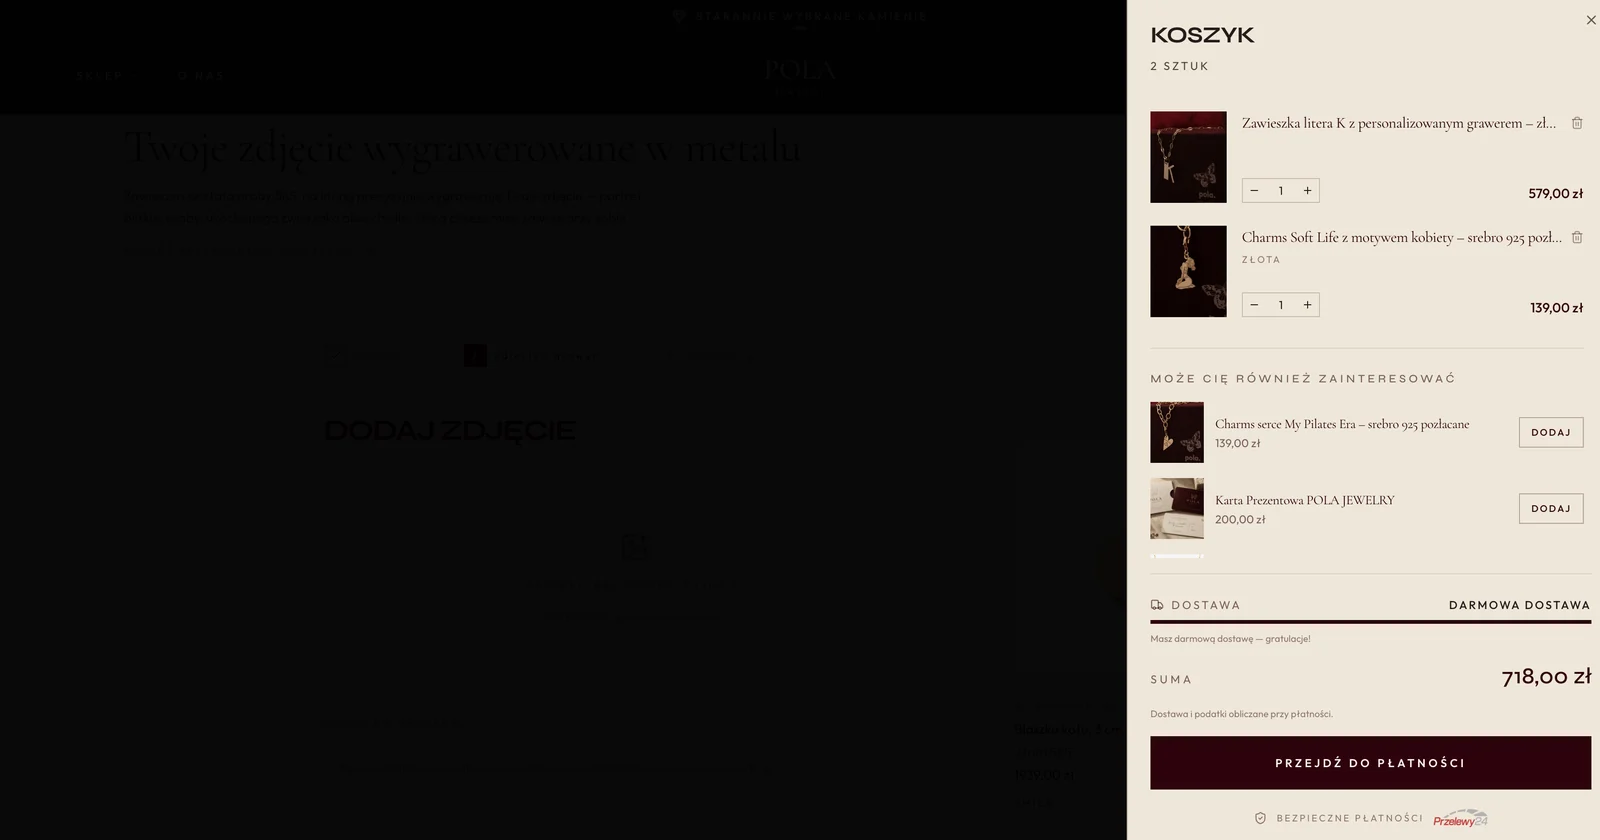 STARANNIE WYBRANE KAMIENIE
SKLEP
O NAS
POLA
Twoje zdjęcie wygrawerowane w metalu
DODAJ ZDJĘCIE
KOSZYK
2 SZTUK
Zawieszka litera K z personalizowanym grawerem – zł...
− 1 +
579,00 zł
Charms Soft Life z motywem kobiety – srebro 925 pozł...
ZŁOTA
− 1 +
139,00 zł
MOŻE CIĘ RÓWNIEŻ ZAINTERESOWAĆ
Charms serce My Pilates Era – srebro 925 pozłacane
139,00 zł
DODAJ
Karta Prezentowa POLA JEWELRY
200,00 zł
DODAJ
DOSTAWA
DARMOWA DOSTAWA
Masz darmową dostawę — gratulacje!
SUMA
718,00 zł
Dostawa i podatki obliczane przy płatności.
PRZEJDŹ DO PŁATNOŚCI
BEZPIECZNE PŁATNOŚCI
Przelewy24